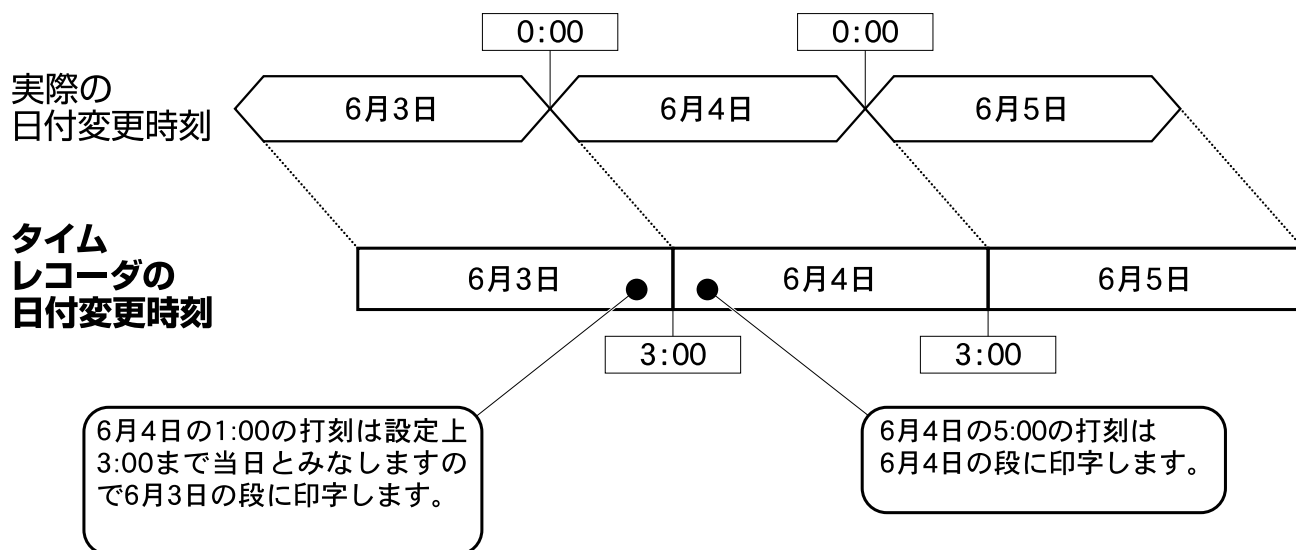 0:00
0:00
実際の
日付変更時刻
6月3日
6月4日
6月5日
タイム
レコーダの
日付変更時刻
6月3日
6月4日
6月5日
3:00
3:00
6月4日の1:00の打刻は設定上
3:00まで当日とみなしますの
で6月3日の段に印字します。
6月4日の5:00の打刻は
6月4日の段に印字します。